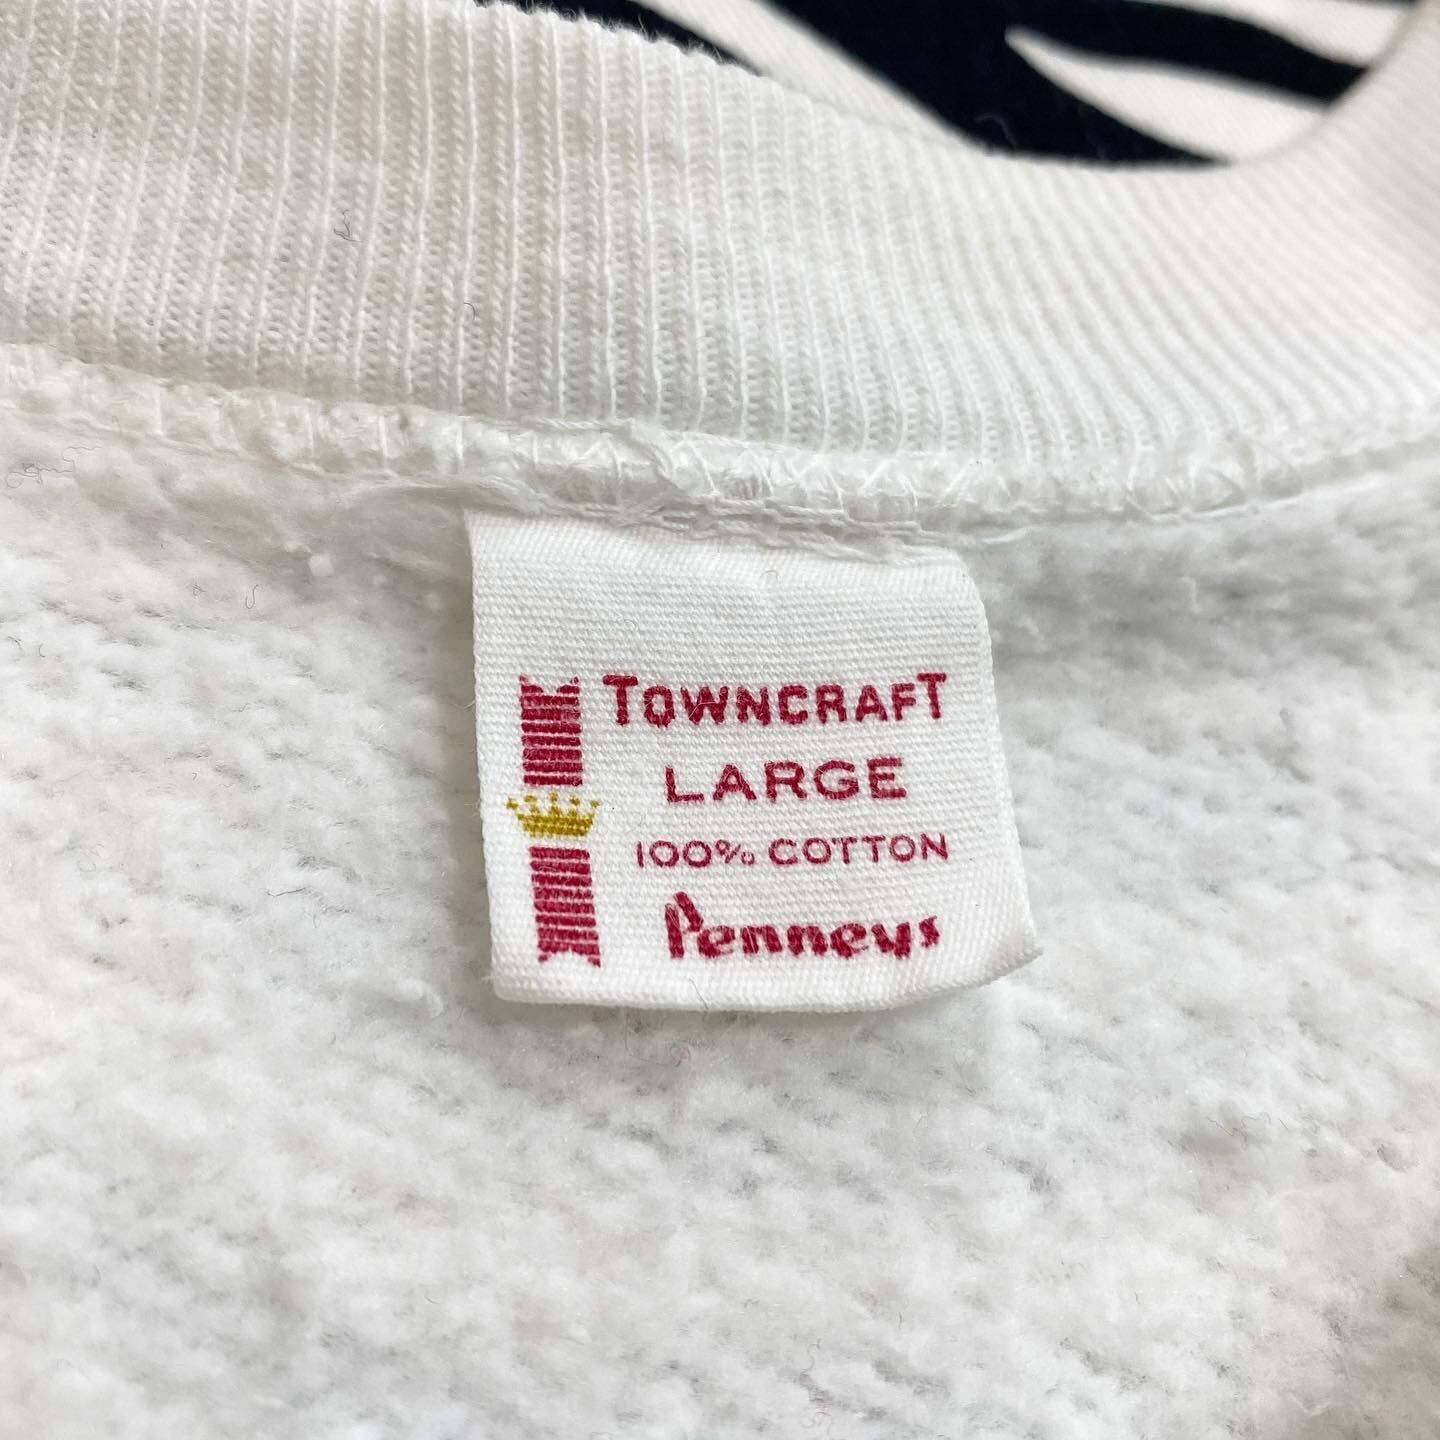 TOWNCRAFT
LARGE
100% COTTON
Penneys